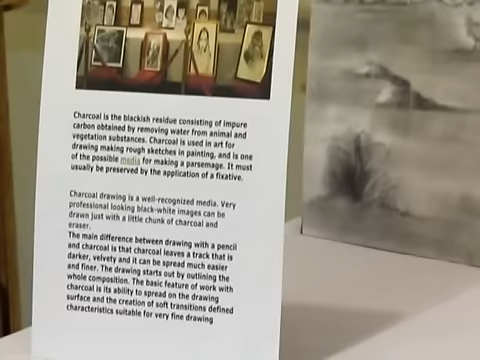 Charcoal is the blackish residue consisting of impure
carbon obtained by removing water from animal and
vegetation substances. Charcoal is used in art for
drawing making rough sketches in painting, and is one
of the possible media for making a parsemage. It must
usually be preserved by the application of a fixative.
Charcoal drawing is a well-recognized media. Very
professional looking black-white images can be
drawn just with a little chunk of charcoal and
eraser.
The main difference between drawing with a pencil
and charcoal is that charcoal leaves a track that is
darker, velvety and it can be spread much easier
and finer. The drawing starts out by outlining the
whole composition. The basic feature of work with
charcoal is its ability to spread on the drawing
surface and the creation of soft transitions defined
characteristics suitable for very fine drawing